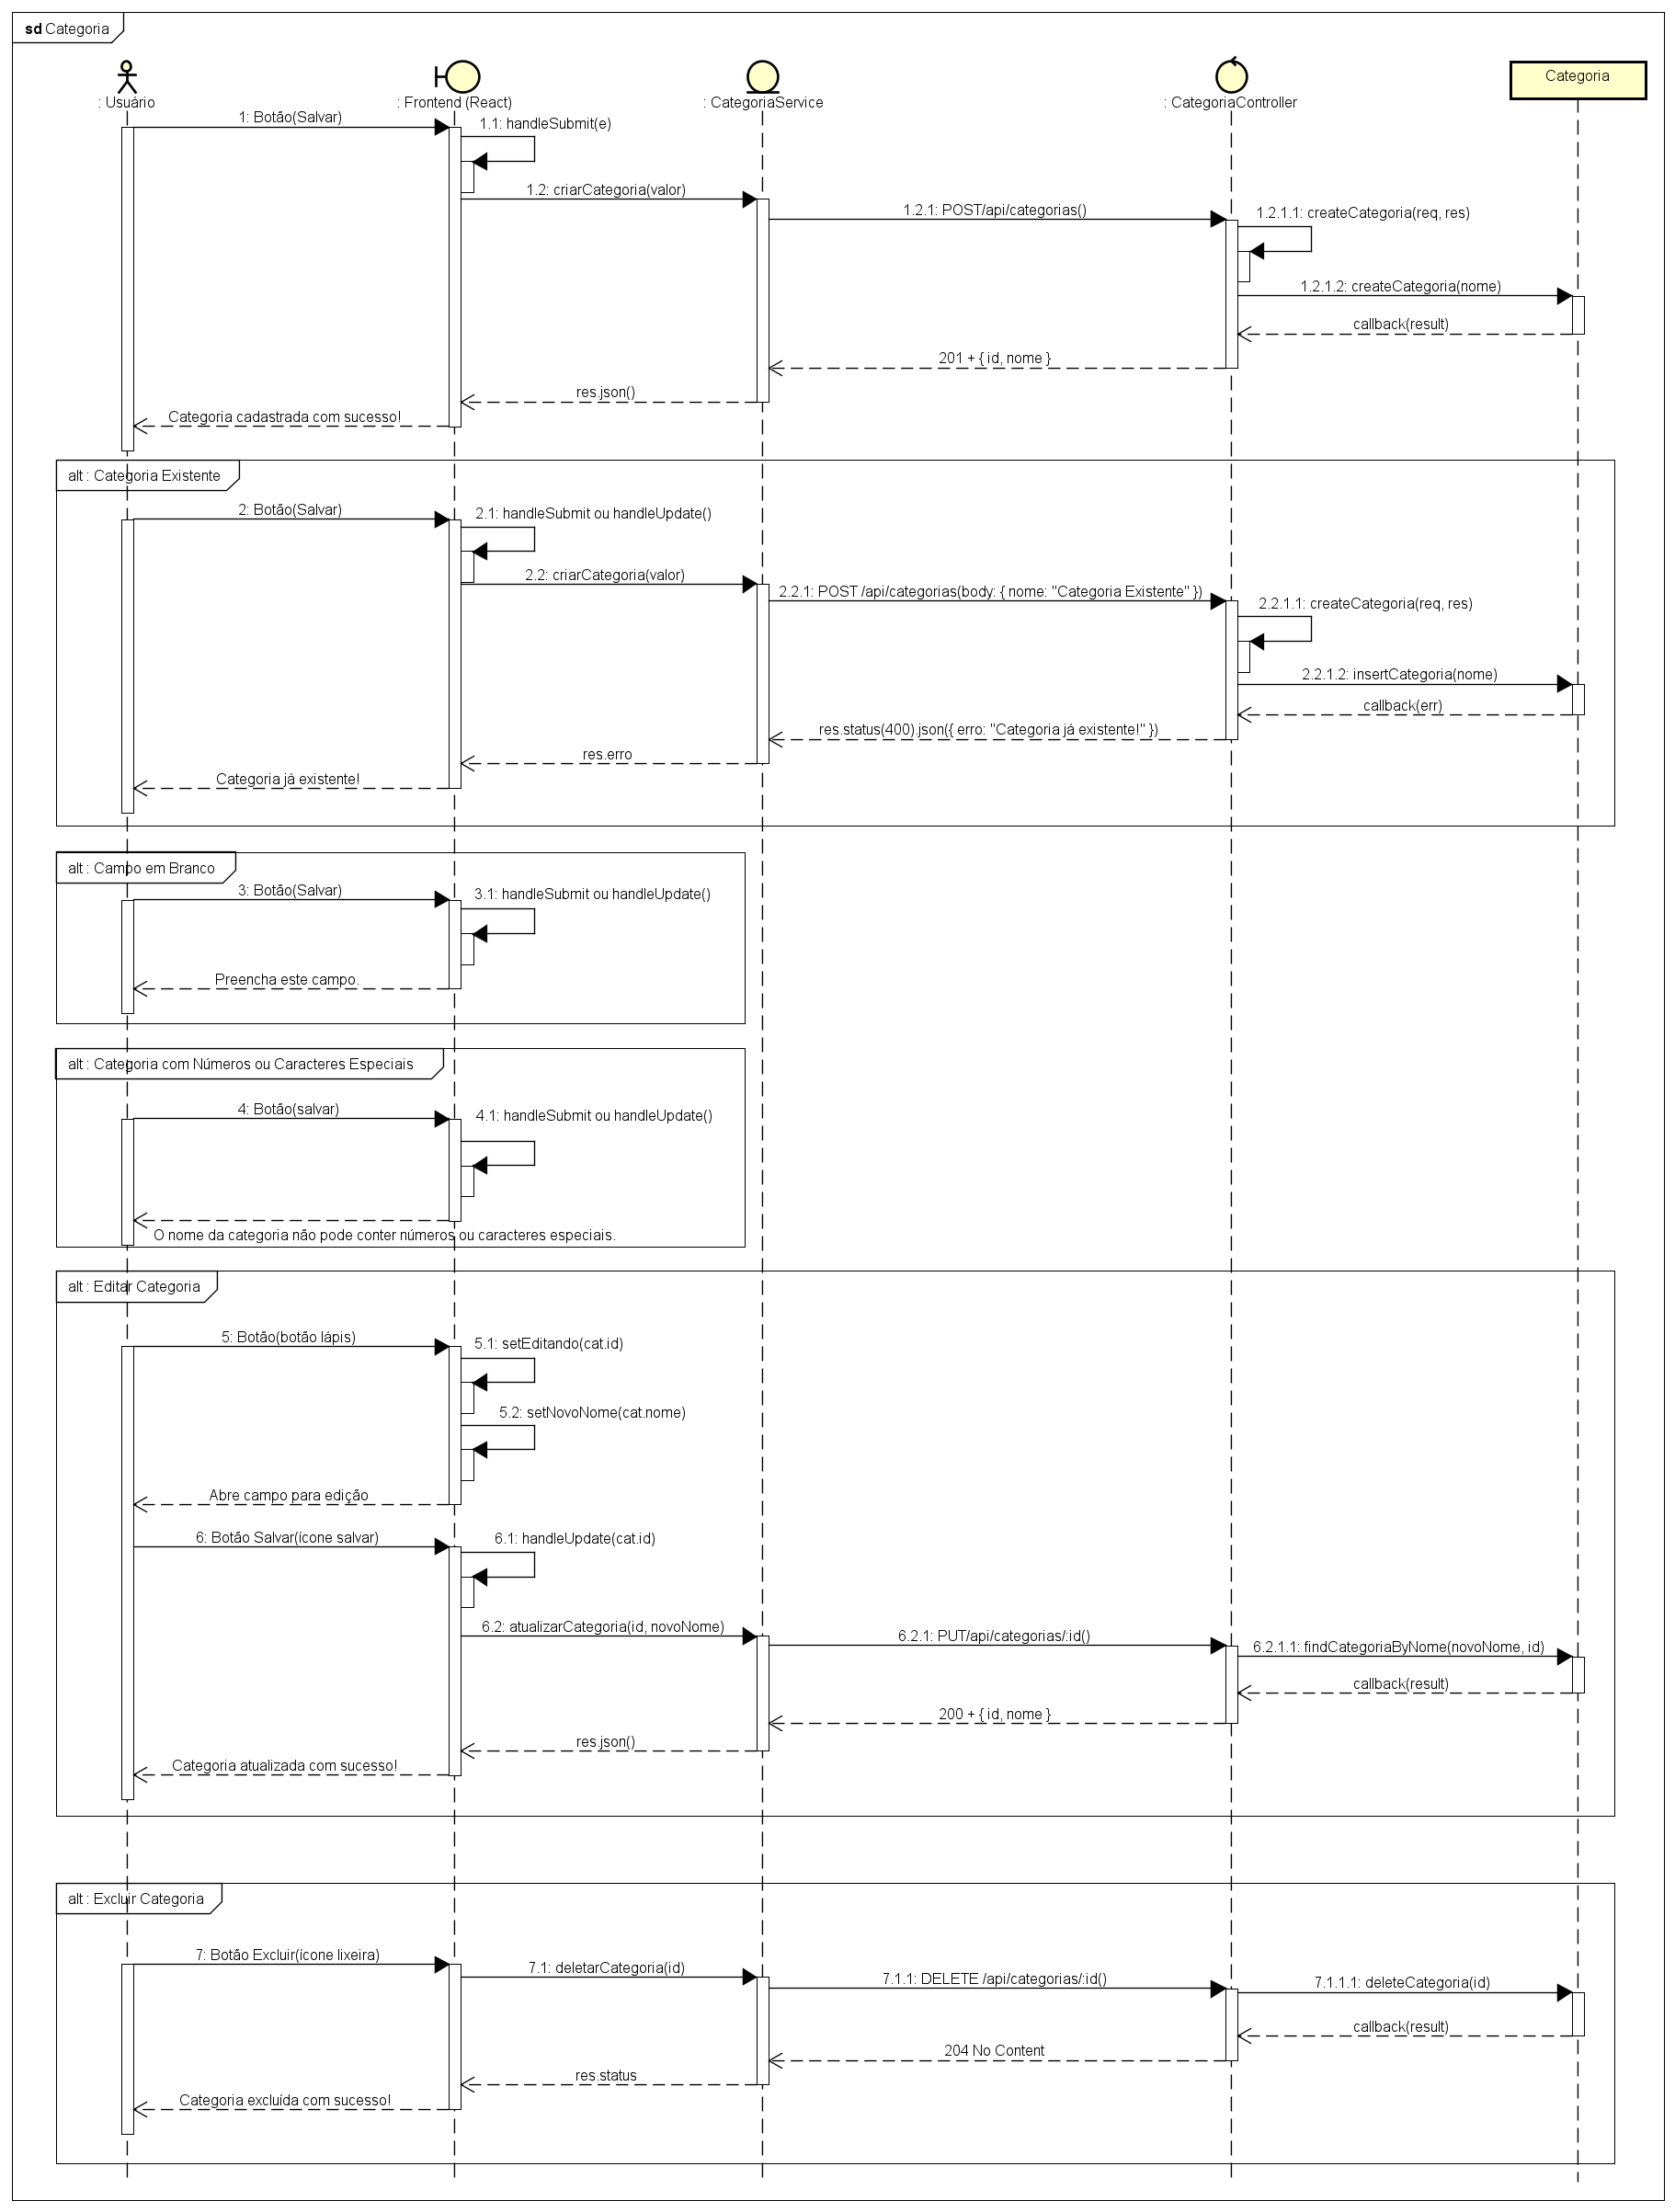 sd Categoria
: Usuário
: Frontend (React)
: CategoriaService
: CategoriaController
Categoria
1: Botão(Salvar)
1.1: handleSubmit(e)
1.2: criarCategoria(valor)
1.2.1: POST/api/categorias()
1.2.1.1: createCategoria(req, res)
1.2.1.2: createCategoria(nome)
callback(result)
201 + { id, nome }
res.json()
Categoria cadastrada com sucesso!
alt : Categoria Existente
2: Botão(Salvar)
2.1: handleSubmit ou handleUpdate()
2.2: criarCategoria(valor)
2.2.1: POST /api/categorias(body: { nome: "Categoria Existente" })
2.2.1.1: createCategoria(req, res)
2.2.1.2: insertCategoria(nome)
callback(err)
res.status(400).json({ erro: "Categoria já existente!" })
res.erro
Categoria já existente!
alt : Campo em Branco
3: Botão(Salvar)
3.1: handleSubmit ou handleUpdate()
Preencha este campo.
alt : Categoria com Números ou Caracteres Especiais
4: Botão(salvar)
4.1: handleSubmit ou handleUpdate()
O nome da categoria não pode conter números ou caracteres especiais.
alt : Editar Categoria
5: Botão(botão lápis)
5.1: setEditando(cat.id)
5.2: setNovoNome(cat.nome)
Abre campo para edição
6: Botão Salvar(ícone salvar)
6.1: handleUpdate(cat.id)
6.2: atualizarCategoria(id, novoNome)
6.2.1: PUT/api/categorias/:id()
6.2.1.1: findCategoriaByNome(novoNome, id)
callback(result)
200 + { id, nome }
res.json()
Categoria atualizada com sucesso!
alt : Excluir Categoria
7: Botão Excluir(ícone lixeira)
7.1: deletarCategoria(id)
7.1.1: DELETE /api/categorias/:id()
7.1.1.1: deleteCategoria(id)
callback(result)
204 No Content
res.status
Categoria excluída com sucesso!